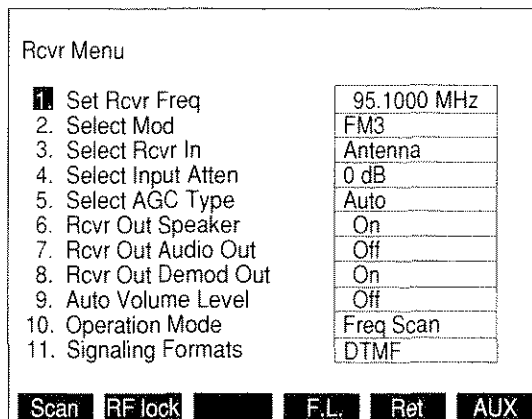 Rcvr Menu
1. Set Rcvr Freq 95.1000 MHz
2. Select Mod FM3
3. Select Rcvr In Antenna
4. Select Input Atten 0 dB
5. Select AGC Type Auto
6. Rcvr Out Speaker On
7. Rcvr Out Audio Out Off
8. Rcvr Out Demod Out On
9. Auto Volume Level Off
10. Operation Mode Freq Scan
11. Signaling Formats DTMF
Scan RF lock F.L. Ret AUX